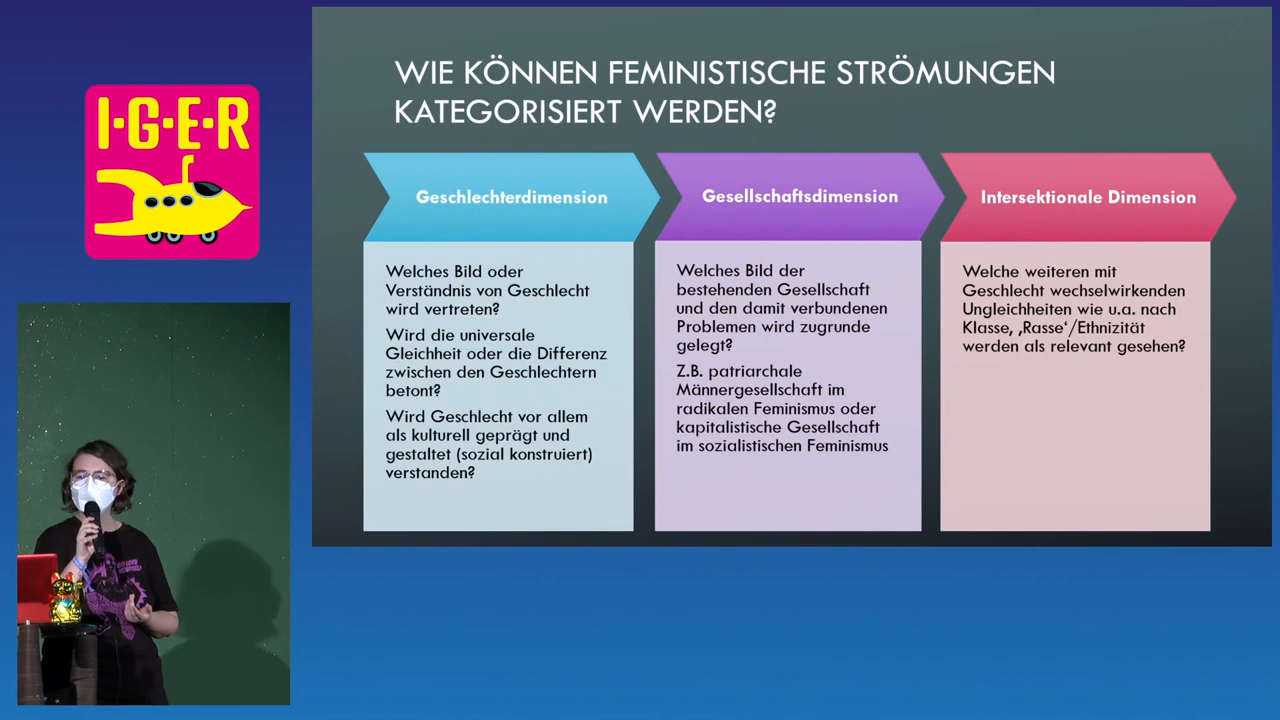 I·G·E·R
WIE KÖNNEN FEMINISTISCHE STRÖMUNGEN
KATEGORISIERT WERDEN?
Geschlechterdimension
Welches Bild oder
Verständnis von Geschlecht
wird vertreten?
Wird die universale
Gleichheit oder die Differenz
zwischen den Geschlechtern
betont?
Wird Geschlecht vor allem
als kulturell geprägt und
gestaltet (sozial konstruiert)
verstanden?
Gesellschaftsdimension
Welches Bild der
bestehenden Gesellschaft
und den damit verbundenen
Problemen wird zugrunde
gelegt?
Z.B. patriarchale
Männergesellschaft im
radikalen Feminismus oder
kapitalistische Gesellschaft
im sozialistischen Feminismus
Intersektionale Dimension
Welche weiteren mit
Geschlecht wechselwirkenden
Ungleichheiten wie u.a. nach
Klasse, ‚Rasse‘/Ethnizität
werden als relevant gesehen?